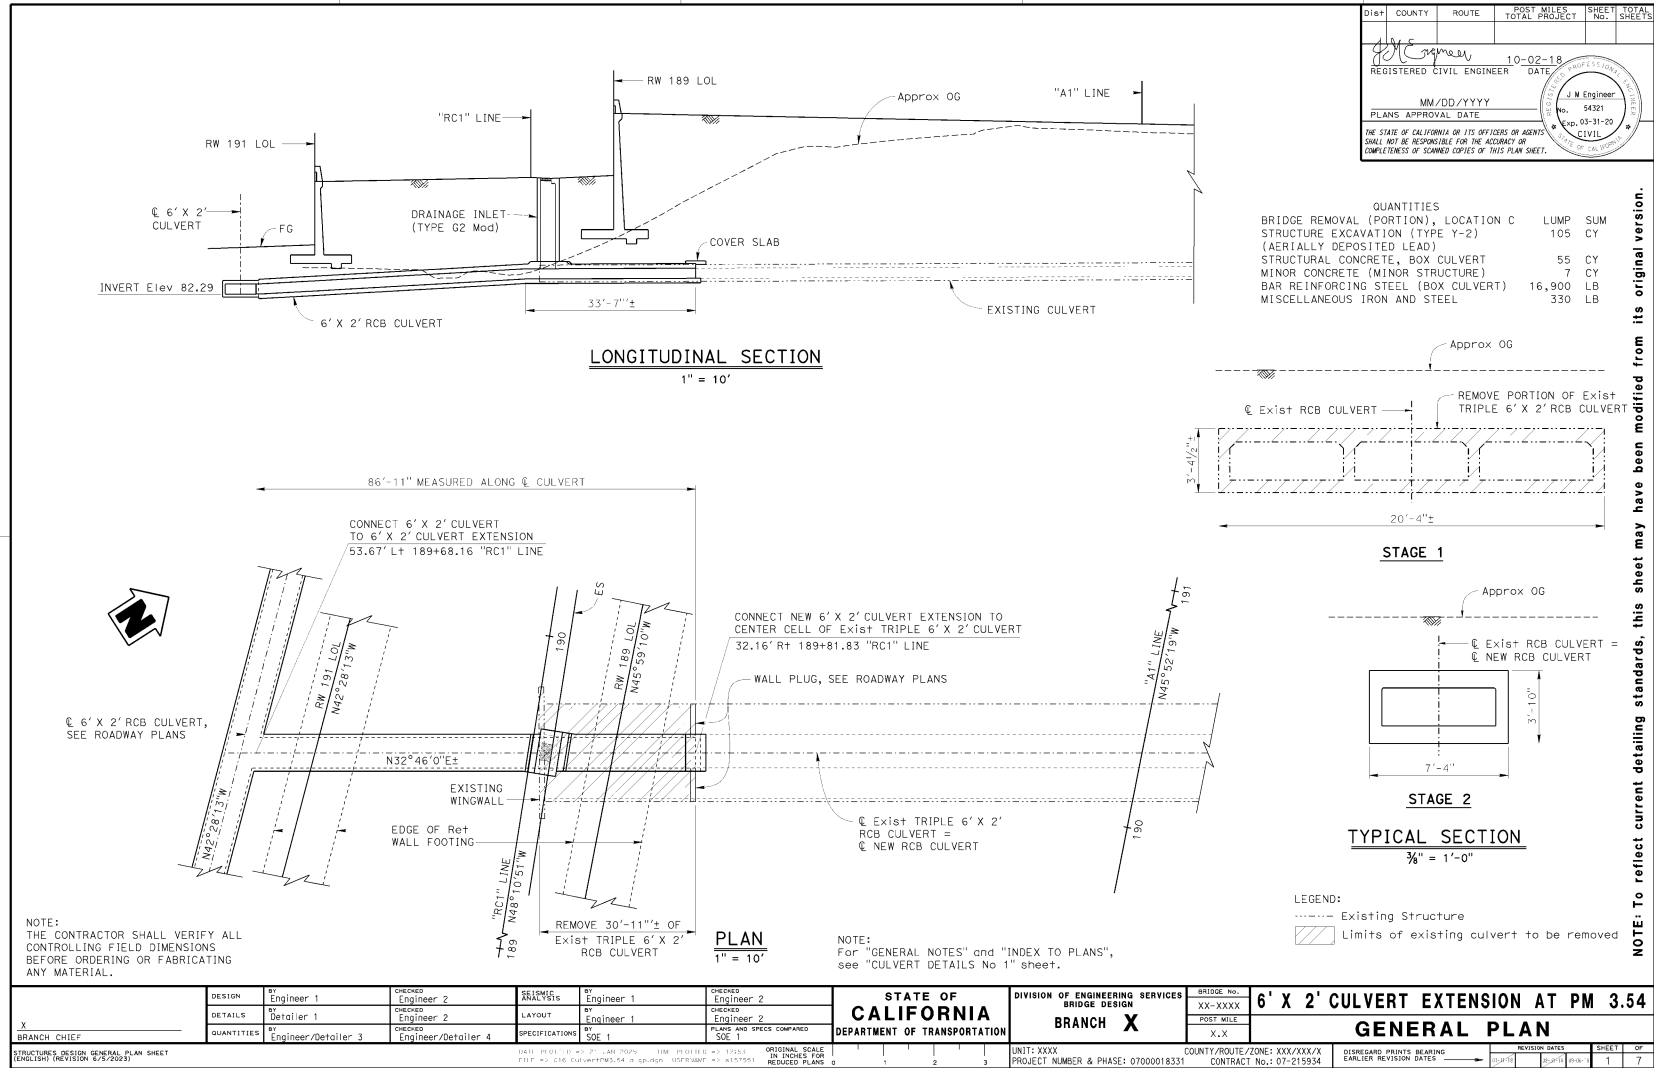 Dist COUNTY ROUTE POST MILES TOTAL PROJECT SHEET No. TOTAL SHEETS
J M Engineer
10-02-18
REGISTERED CIVIL ENGINEER DATE
MM/DD/YYYY
PLANS APPROVAL DATE
REGISTERED PROFESSIONAL ENGINEER
J M Engineer
No. 54321
Exp. 03-31-20
CIVIL
STATE OF CALIFORNIA
THE STATE OF CALIFORNIA OR ITS OFFICERS OR AGENTS
SHALL NOT BE RESPONSIBLE FOR THE ACCURACY OR
COMPLETENESS OF SCANNED COPIES OF THIS PLAN SHEET.
RW 189 LOL
Approx OG
"A1" LINE
"RC1" LINE
RW 191 LOL
℄ 6' X 2'
CULVERT
FG
DRAINAGE INLET
(TYPE G2 Mod)
COVER SLAB
INVERT Elev 82.29
33'-7"±
6' X 2' RCB CULVERT
EXISTING CULVERT
LONGITUDINAL SECTION
1" = 10'
QUANTITIES
BRIDGE REMOVAL (PORTION), LOCATION C LUMP SUM
STRUCTURE EXCAVATION (TYPE Y-2) 105 CY
(AERIALLY DEPOSITED LEAD)
STRUCTURAL CONCRETE, BOX CULVERT 55 CY
MINOR CONCRETE (MINOR STRUCTURE) 7 CY
BAR REINFORCING STEEL (BOX CULVERT) 16,900 LB
MISCELLANEOUS IRON AND STEEL 330 LB
Approx OG
REMOVE PORTION OF Exist
TRIPLE 6' X 2' RCB CULVERT
℄ Exist RCB CULVERT
3'-4½"±
20'-4"±
STAGE 1
Approx OG
℄ Exist RCB CULVERT =
℄ NEW RCB CULVERT
3'-10"
7'-4"
STAGE 2
TYPICAL SECTION
⅜" = 1'-0"
LEGEND:
Existing Structure
Limits of existing culvert to be removed
86'-11" MEASURED ALONG ℄ CULVERT
CONNECT 6' X 2' CULVERT
TO 6' X 2' CULVERT EXTENSION
53.67' Lt 189+68.16 "RC1" LINE
N
RW 191 LOL
N42°28'13"W
190
ES
RW 189 LOL
N45°59'10"W
CONNECT NEW 6' X 2' CULVERT EXTENSION TO
CENTER CELL OF Exist TRIPLE 6' X 2' CULVERT
32.16' Rt 189+81.83 "RC1" LINE
WALL PLUG, SEE ROADWAY PLANS
191
"A1" LINE
N45°52'19"W
190
℄ 6' X 2' RCB CULVERT,
SEE ROADWAY PLANS
N32°46'0"E±
N42°28'13"W
EXISTING
WINGWALL
EDGE OF Ret
WALL FOOTING
℄ Exist TRIPLE 6' X 2'
RCB CULVERT =
℄ NEW RCB CULVERT
"RC1" LINE
N48°10'51"W
189
REMOVE 30'-11"± OF
Exist TRIPLE 6' X 2'
RCB CULVERT
PLAN
1" = 10'
NOTE:
THE CONTRACTOR SHALL VERIFY ALL
CONTROLLING FIELD DIMENSIONS
BEFORE ORDERING OR FABRICATING
ANY MATERIAL.
NOTE:
For "GENERAL NOTES" and "INDEX TO PLANS",
see "CULVERT DETAILS No 1" sheet.
NOTE: To reflect current detailing standards, this sheet may have been modified from its original version.
X
BRANCH CHIEF
DESIGN BY Engineer 1 CHECKED Engineer 2
DETAILS BY Detailer 1 CHECKED Engineer 2
QUANTITIES BY Engineer/Detailer 3 CHECKED Engineer/Detailer 4
SEISMIC ANALYSIS BY Engineer 1 CHECKED Engineer 2
LAYOUT BY Engineer 1 CHECKED Engineer 2
SPECIFICATIONS BY SOE 1 PLANS AND SPECS COMPARED SOE 1
STATE OF
CALIFORNIA
DEPARTMENT OF TRANSPORTATION
DIVISION OF ENGINEERING SERVICES
BRIDGE DESIGN
BRANCH X
BRIDGE No.
XX-XXXX
POST MILE
X.X
6' X 2' CULVERT EXTENSION AT PM 3.54
GENERAL PLAN
STRUCTURES DESIGN GENERAL PLAN SHEET
(ENGLISH) (REVISION 6/5/2023)
ORIGINAL SCALE
IN INCHES FOR
REDUCED PLANS
0 1 2 3
UNIT: XXXX
PROJECT NUMBER & PHASE: 07000018331
COUNTY/ROUTE/ZONE: XXX/XXX/X
CONTRACT No.: 07-215934
DISREGARD PRINTS BEARING
EARLIER REVISION DATES
REVISION DATES
SHEET OF
1 7